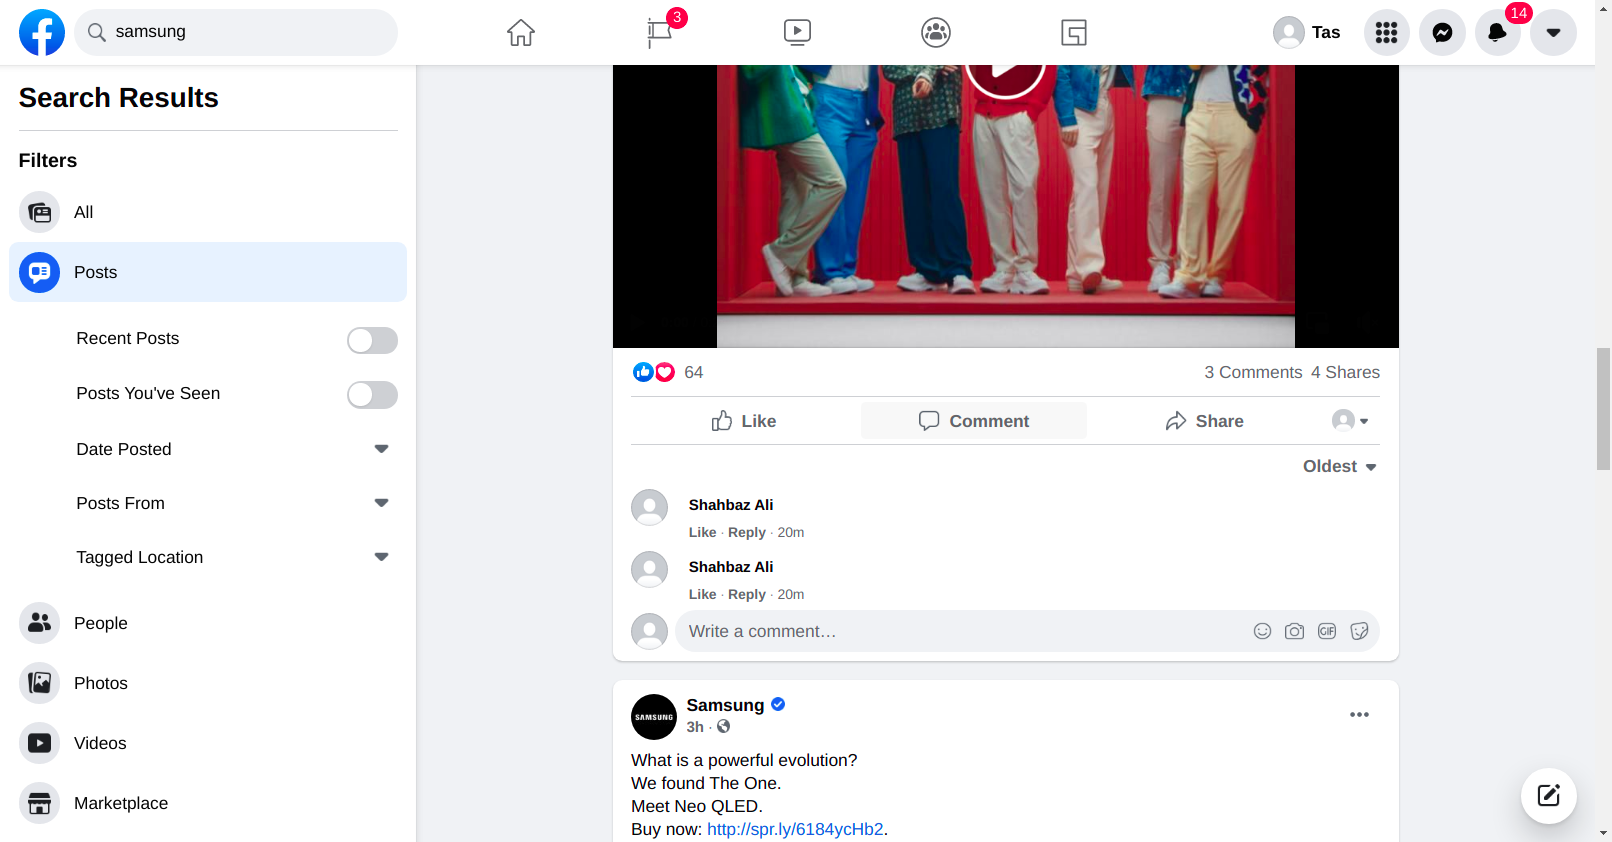 samsung
3
Tas
14
Search Results
Filters
All
Posts
Recent Posts
Posts You've Seen
Date Posted
Posts From
Tagged Location
People
Photos
Videos
Marketplace
64
3 Comments 4 Shares
Like
Comment
Share
Oldest
Shahbaz Ali
Like · Reply · 20m
Shahbaz Ali
Like · Reply · 20m
Write a comment…
GIF
SAMSUNG
Samsung
3h ·
What is a powerful evolution?
We found The One.
Meet Neo QLED.
Buy now: http://spr.ly/6184ycHb2.